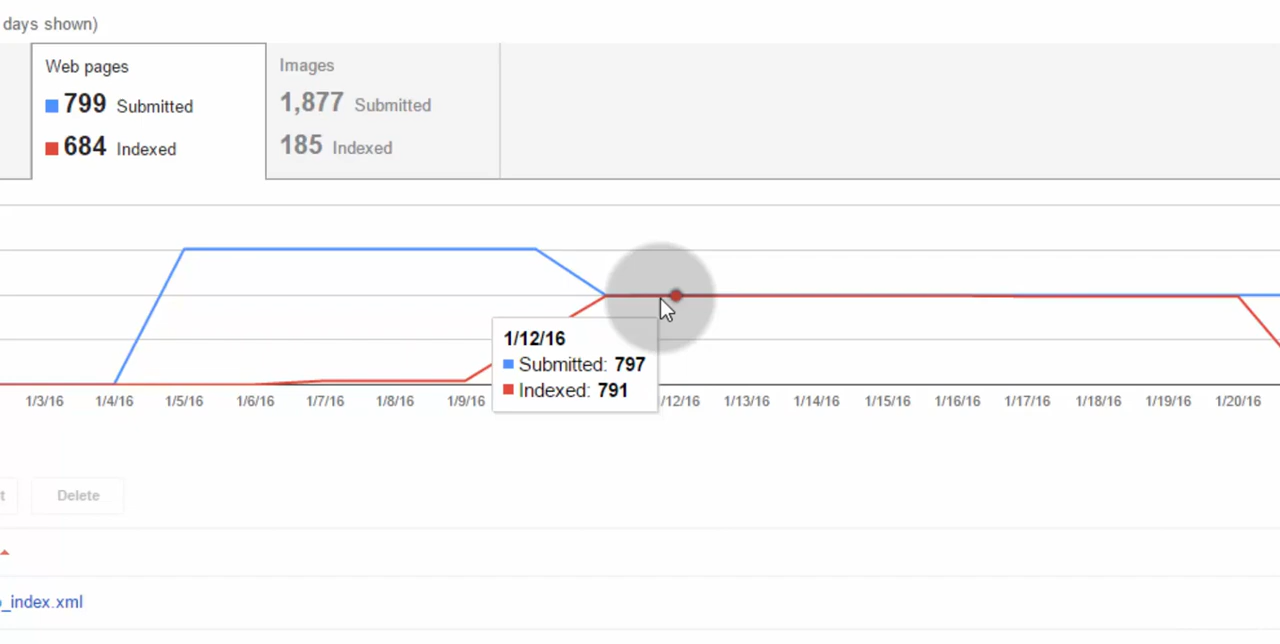 days shown)
Web pages
799 Submitted
684 Indexed
Images
1,877 Submitted
185 Indexed
1/12/16
Submitted: 797
Indexed: 791
1/3/16 1/4/16 1/5/16 1/6/16 1/7/16 1/8/16 1/9/16 /12/16 1/13/16 1/14/16 1/15/16 1/16/16 1/17/16 1/18/16 1/19/16 1/20/16
t Delete
_index.xml